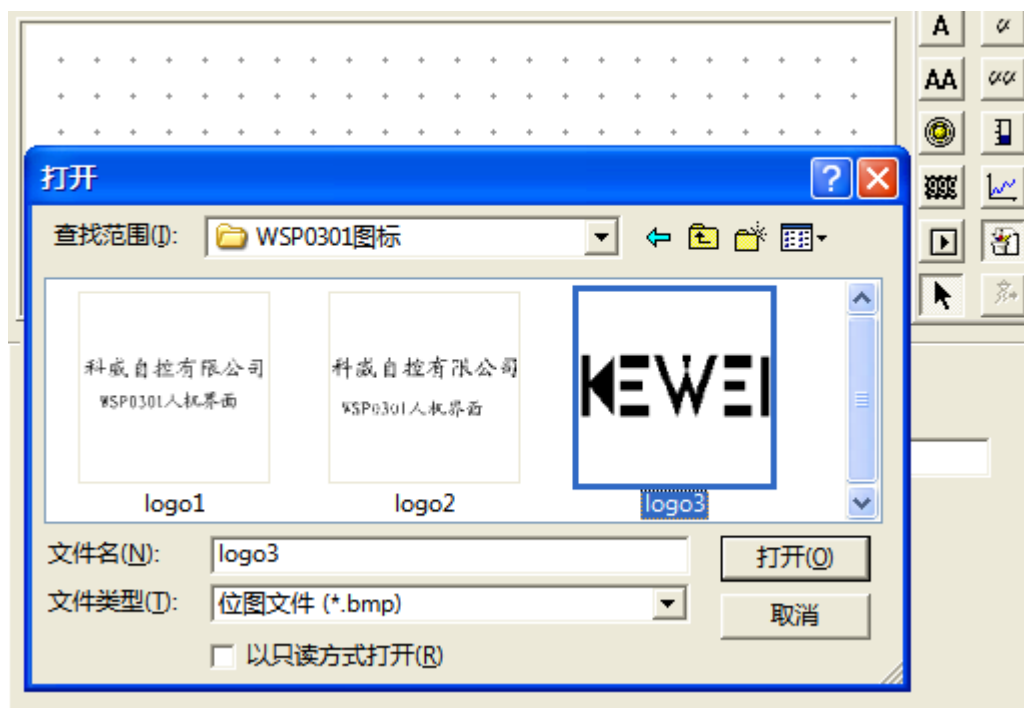 A
AA
打开
查找范围(I):
WSP0301图标
科威自控有限公司
WSP0301人机界面
科威自控有限公司
WSP0301人机界面
KEWEI
logo1
logo2
logo3
文件名(N):
logo3
打开(O)
文件类型(T):
位图文件 (*.bmp)
取消
以只读方式打开(R)